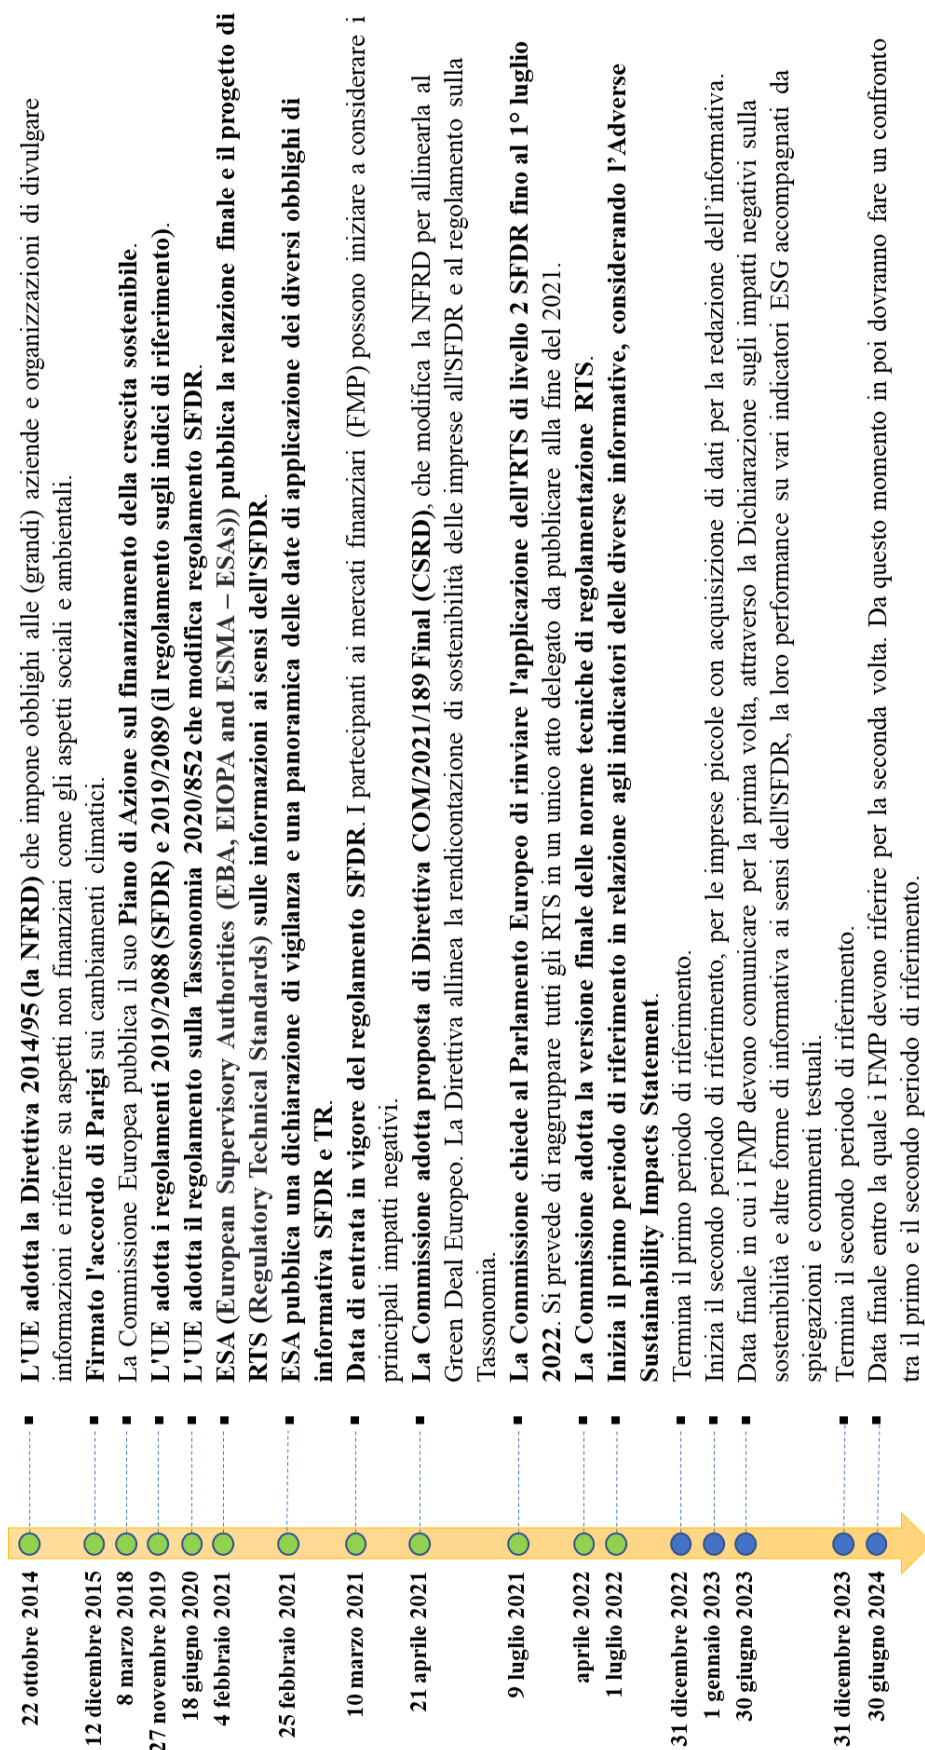 22 ottobre 2014
L'UE adotta la Direttiva 2014/95 (la NFRD) che impone obblighi alle (grandi) aziende e organizzazioni di divulgare
informazioni e riferire su aspetti non finanziari come gli aspetti sociali e ambientali.
12 dicembre 2015
Firmato l'accordo di Parigi sui cambiamenti climatici.
8 marzo 2018
La Commissione Europea pubblica il suo Piano di Azione sul finanziamento della crescita sostenibile.
27 novembre 2019
L'UE adotta i regolamenti 2019/2088 (SFDR) e 2019/2089 (il regolamento sugli indici di riferimento).
18 giugno 2020
L'UE adotta il regolamento sulla Tassonomia 2020/852 che modifica regolamento SFDR.
4 febbraio 2021
ESA (European Supervisory Authorities (EBA, EIOPA and ESMA – ESAs)) pubblica la relazione finale e il progetto di
RTS (Regulatory Technical Standards) sulle informazioni ai sensi dell'SFDR.
25 febbraio 2021
ESA pubblica una dichiarazione di vigilanza e una panoramica delle date di applicazione dei diversi obblighi di
informativa SFDR e TR.
10 marzo 2021
Data di entrata in vigore del regolamento SFDR. I partecipanti ai mercati finanziari (FMP) possono iniziare a considerare i
principali impatti negativi.
21 aprile 2021
La Commissione adotta proposta di Direttiva COM/2021/189 Final (CSRD), che modifica la NFRD per allinearla al
Green Deal Europeo. La Direttiva allinea la rendicontazione di sostenibilità delle imprese all'SFDR e al regolamento sulla
Tassonomia.
9 luglio 2021
La Commissione chiede al Parlamento Europeo di rinviare l'applicazione dell'RTS di livello 2 SFDR fino al 1° luglio
2022. Si prevede di raggruppare tutti gli RTS in un unico atto delegato da pubblicare alla fine del 2021.
aprile 2022
La Commissione adotta la versione finale delle norme tecniche di regolamentazione RTS.
1 luglio 2022
Inizia il primo periodo di riferimento in relazione agli indicatori delle diverse informative, considerando l'Adverse
Sustainability Impacts Statement.
31 dicembre 2022
Termina il primo periodo di riferimento.
1 gennaio 2023
Inizia il secondo periodo di riferimento, per le imprese piccole con acquisizione di dati per la redazione dell'informativa.
30 giugno 2023
Data finale in cui i FMP devono comunicare per la prima volta, attraverso la Dichiarazione sugli impatti negativi sulla
sostenibilità e altre forme di informativa ai sensi dell'SFDR, la loro performance su vari indicatori ESG accompagnati da
spiegazioni e commenti testuali.
31 dicembre 2023
Termina il secondo periodo di riferimento.
30 giugno 2024
Data finale entro la quale i FMP devono riferire per la seconda volta. Da questo momento in poi dovranno fare un confronto
tra il primo e il secondo periodo di riferimento.